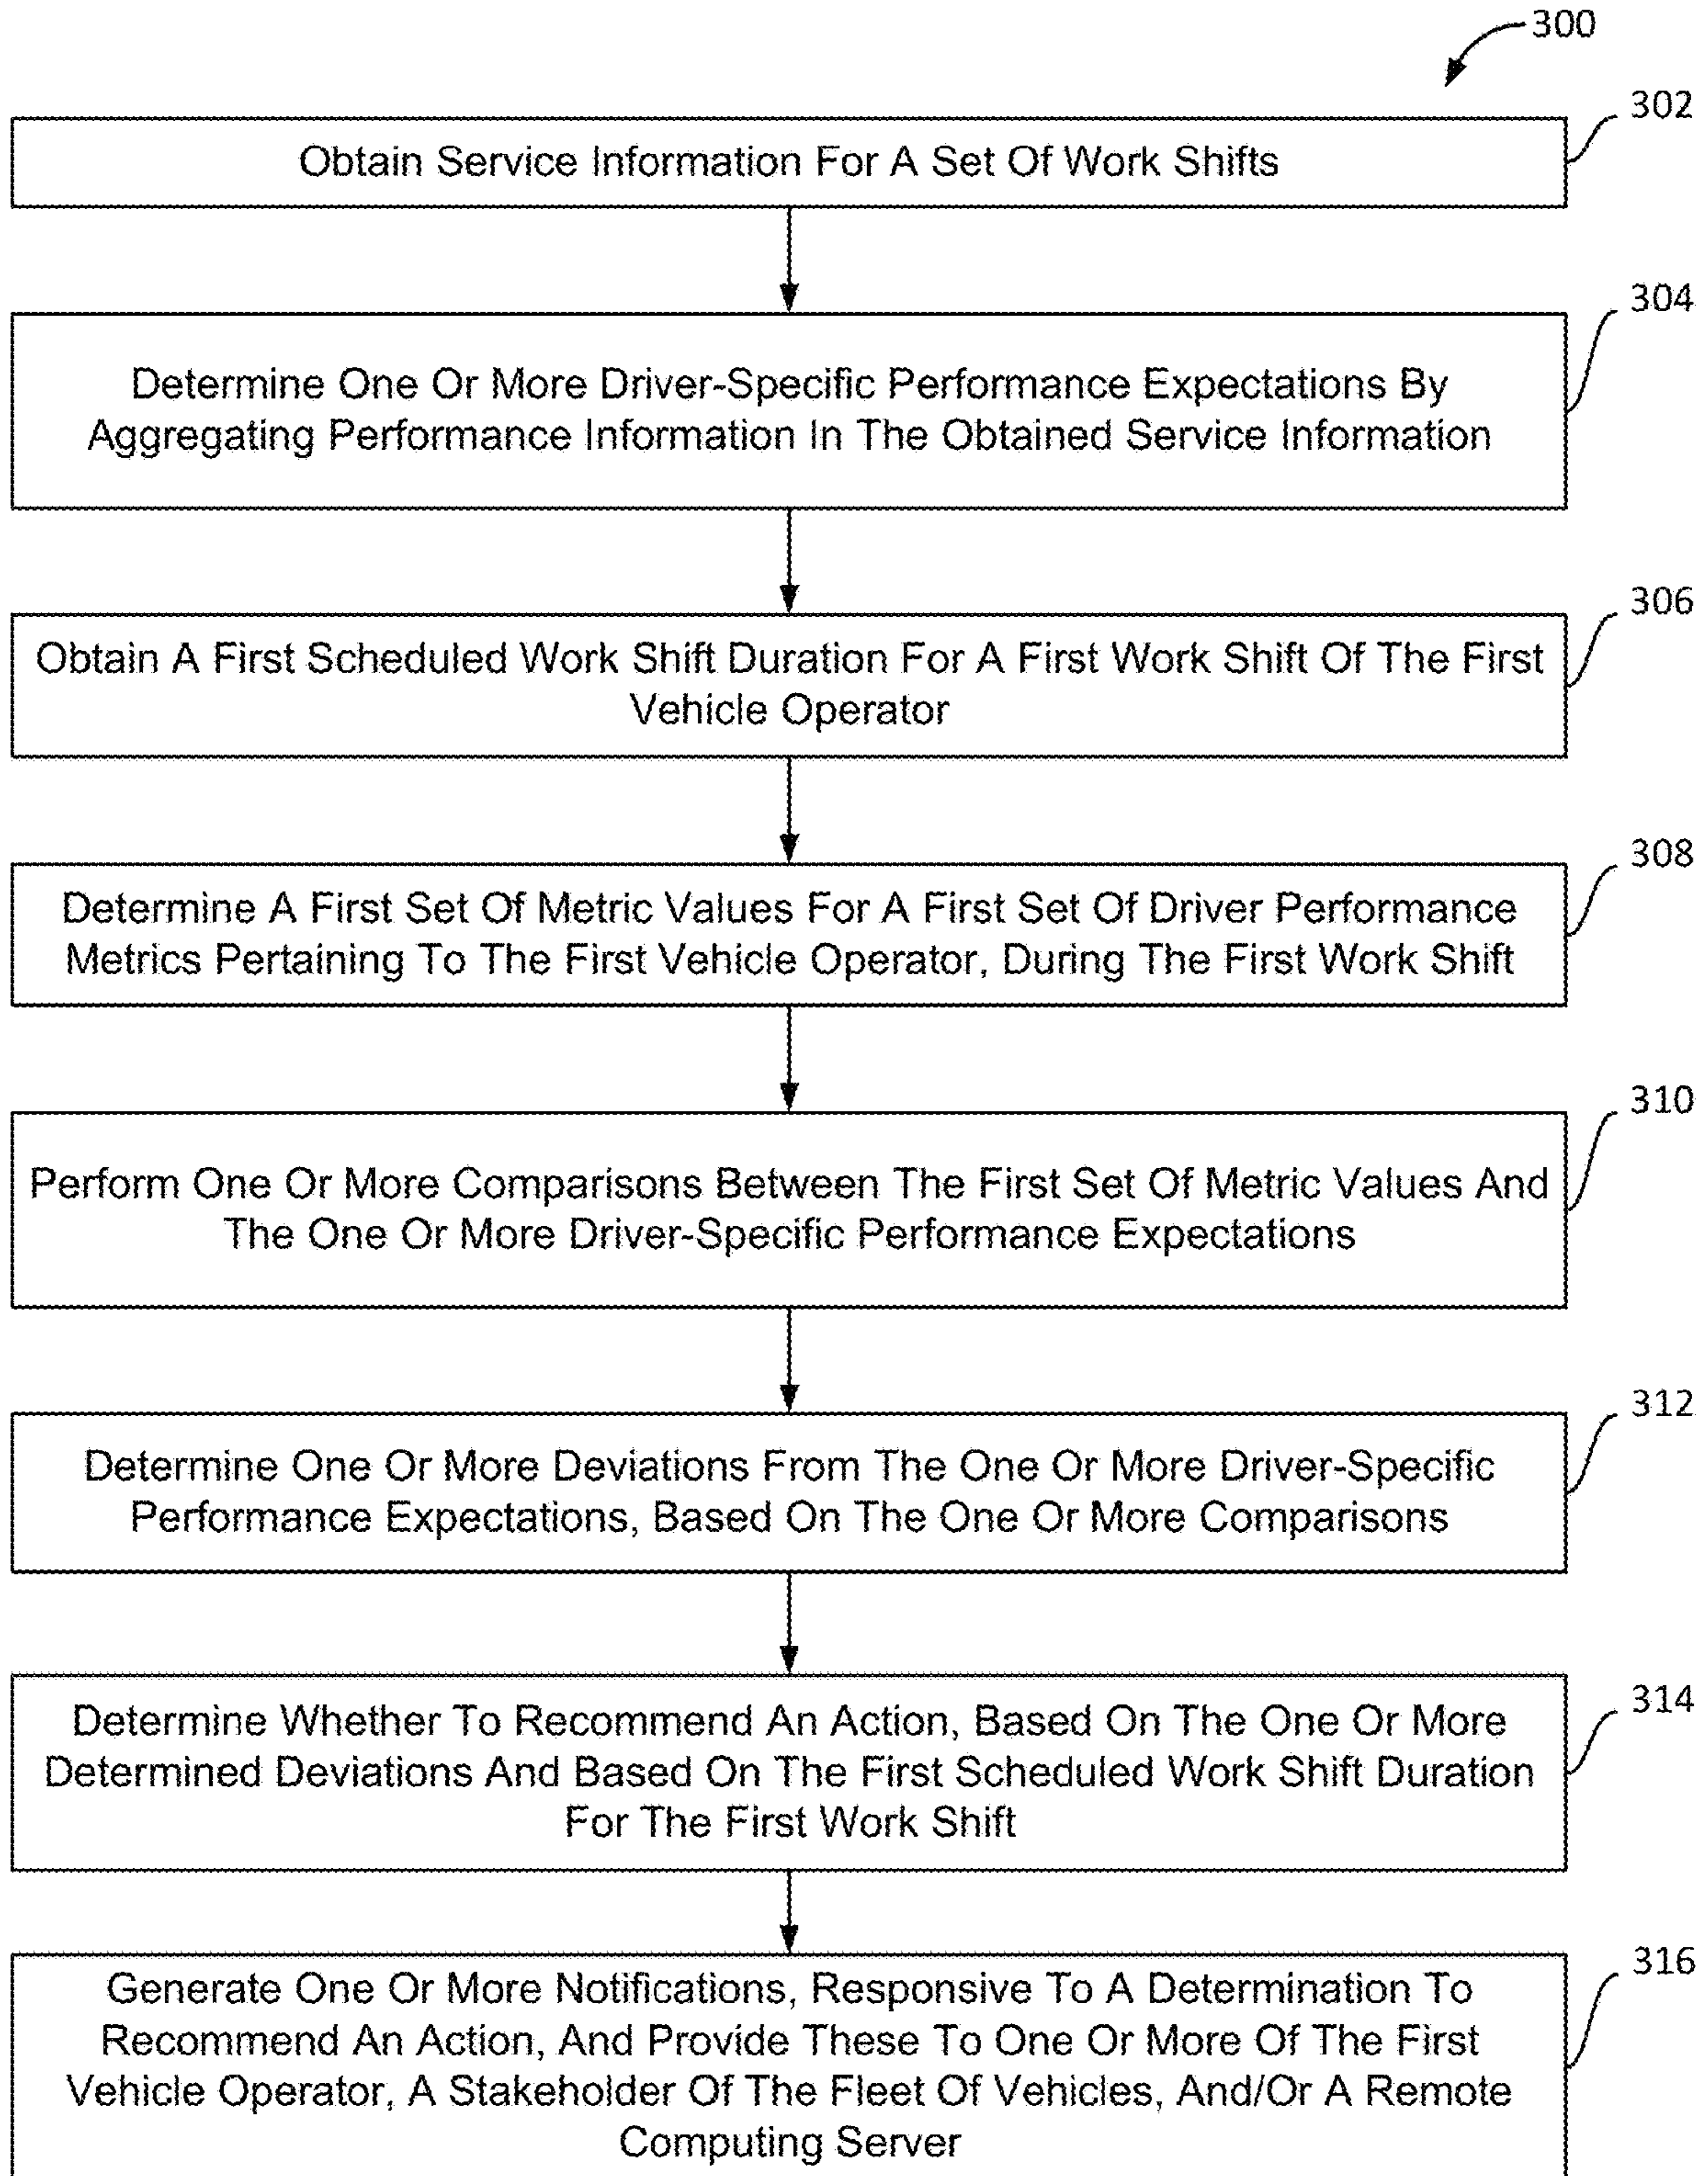 300
302
Obtain Service Information For A Set Of Work Shifts
304
Determine One Or More Driver-Specific Performance Expectations By
Aggregating Performance Information In The Obtained Service Information
306
Obtain A First Scheduled Work Shift Duration For A First Work Shift Of The First
Vehicle Operator
308
Determine A First Set Of Metric Values For A First Set Of Driver Performance
Metrics Pertaining To The First Vehicle Operator, During The First Work Shift
310
Perform One Or More Comparisons Between The First Set Of Metric Values And
The One Or More Driver-Specific Performance Expectations
312
Determine One Or More Deviations From The One Or More Driver-Specific
Performance Expectations, Based On The One Or More Comparisons
314
Determine Whether To Recommend An Action, Based On The One Or More
Determined Deviations And Based On The First Scheduled Work Shift Duration
For The First Work Shift
316
Generate One Or More Notifications, Responsive To A Determination To
Recommend An Action, And Provide These To One Or More Of The First
Vehicle Operator, A Stakeholder Of The Fleet Of Vehicles, And/Or A Remote
Computing Server